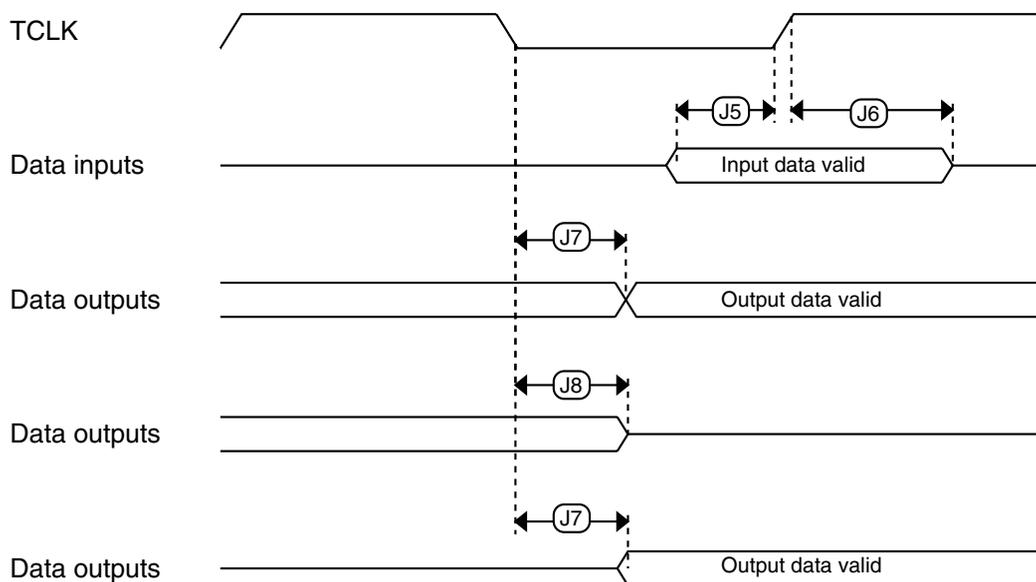 TCLK
J5
J6
Data inputs
Input data valid
J7
Data outputs
Output data valid
J8
Data outputs
J7
Data outputs
Output data valid